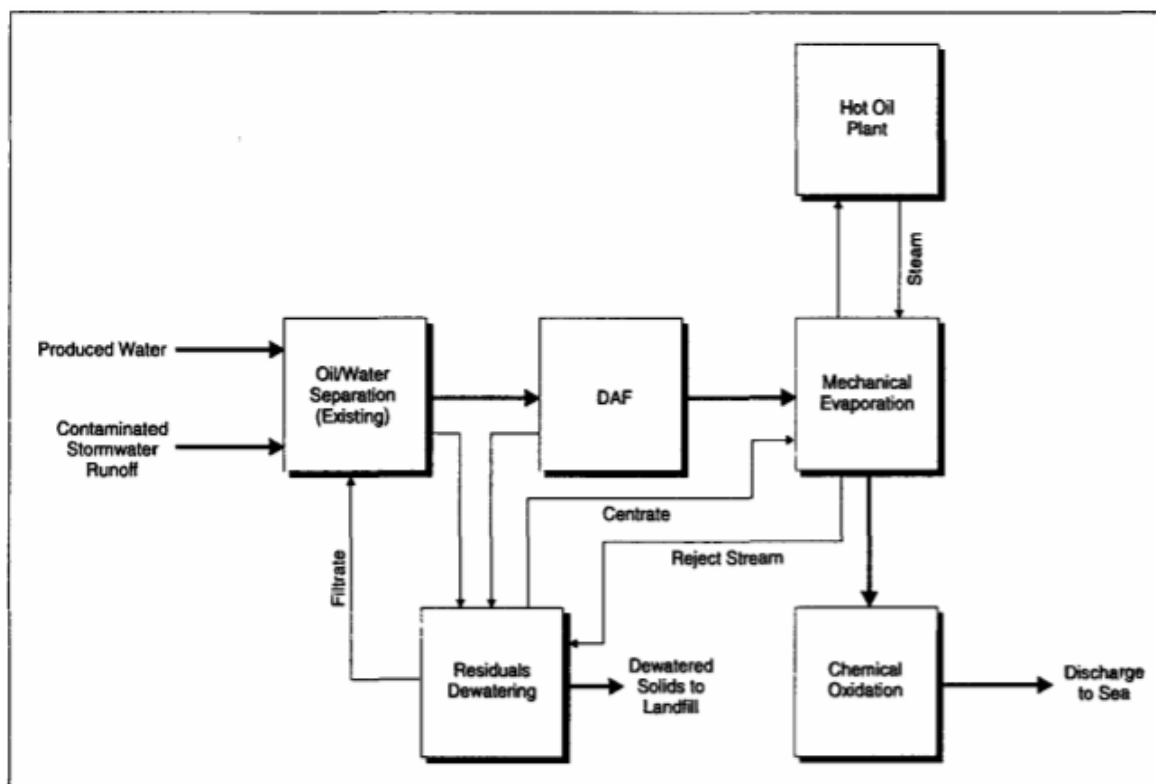 Hot Oil
Plant
Steam
Produced Water
Contaminated
Stormwater
Runoff
Oil/Water
Separation
(Existing)
DAF
Mechanical
Evaporation
Centrate
Reject Stream
Filtrate
Residuals
Dewatering
Dewatered
Solids to
Landfill
Chemical
Oxidation
Discharge
to Sea